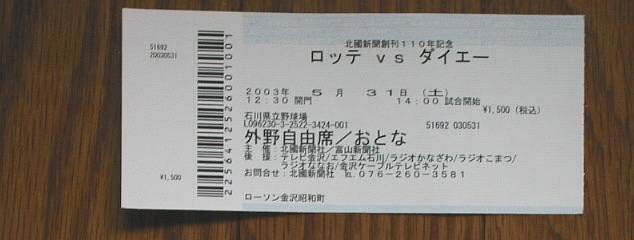 51692
20030531
¥1,500
2256412526001001
北國新聞創刊110年記念
ロッテ vs ダイエー
2003年 5月 31日 (土)
12:30 開門 14:00 試合開始
¥1,500 (税込)
石川県立野球場
L096230-3-2522-3424-001 51692 030531
外野自由席/おとな
主 催：北國新聞社/富山新聞社
後 援：テレビ金沢/エフエム石川/ラジオかなざわ/ラジオこまつ/
ラジオななお/金沢ケーブルテレビネット
お問合せ：北國新聞社 ℡076-260-3581
ローソン金沢昭和町